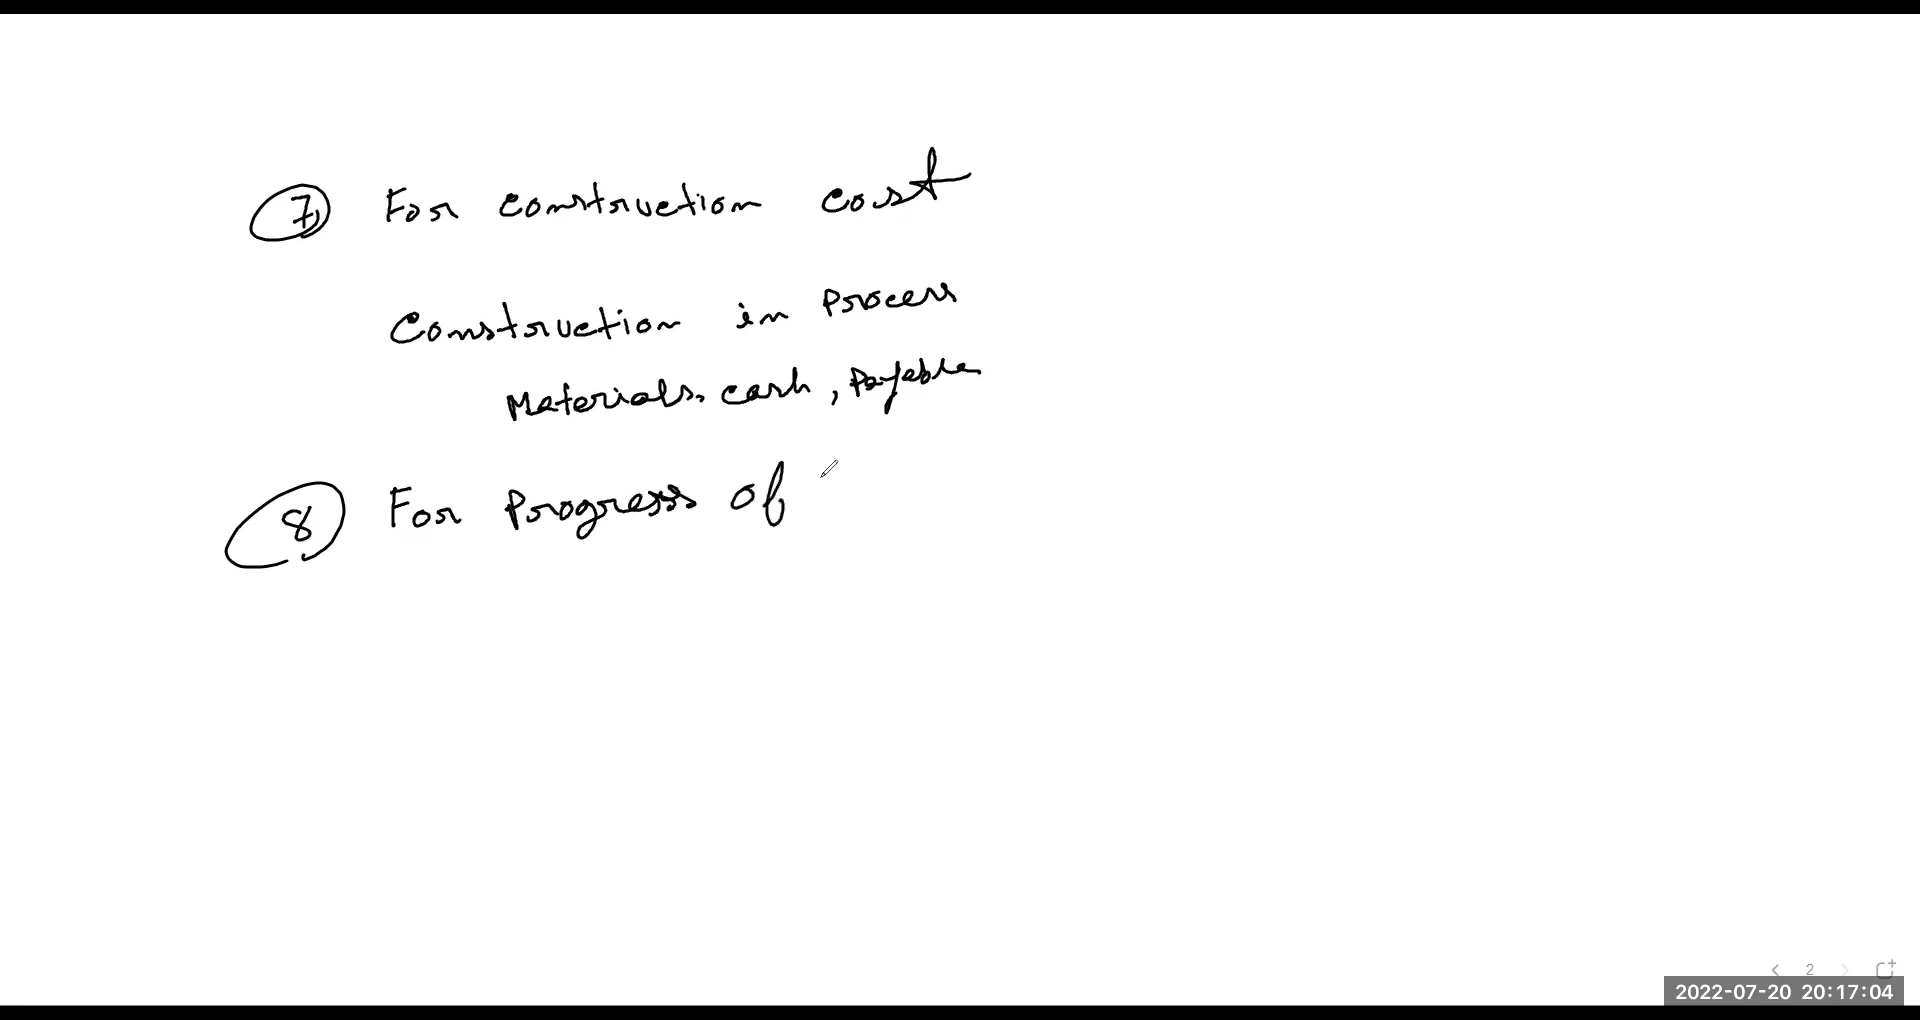 7 For construction cost
Construction in Process
Materials, cash, Payable
8 For Progress of
2
2022-07-20 20:17:04